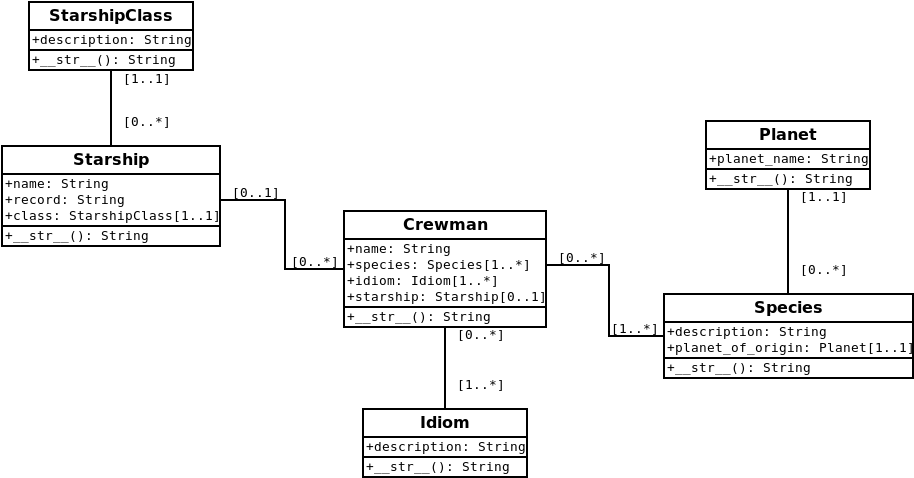 StarshipClass
+description: String
+__str__(): String
[1..1]
[0..*]
Starship
+name: String
+record: String
+class: StarshipClass[1..1]
+__str__(): String
[0..1]
[0..*]
Crewman
+name: String
+species: Species[1..*]
+idiom: Idiom[1..*]
+starship: Starship[0..1]
+__str__(): String
[0..*]
[1..*]
Idiom
+description: String
+__str__(): String
[0..*]
[1..*]
Planet
+planet_name: String
+__str__(): String
[1..1]
[0..*]
Species
+description: String
+planet_of_origin: Planet[1..1]
+__str__(): String